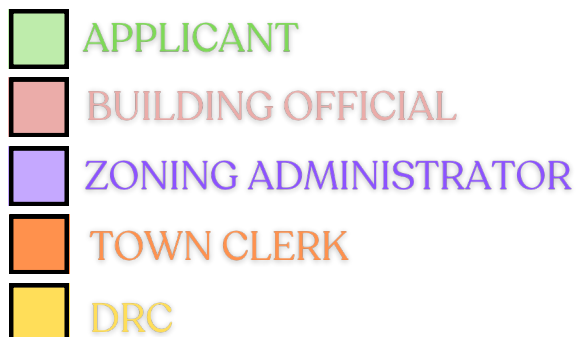 APPLICANT
BUILDING OFFICIAL
ZONING ADMINISTRATOR
TOWN CLERK
DRC